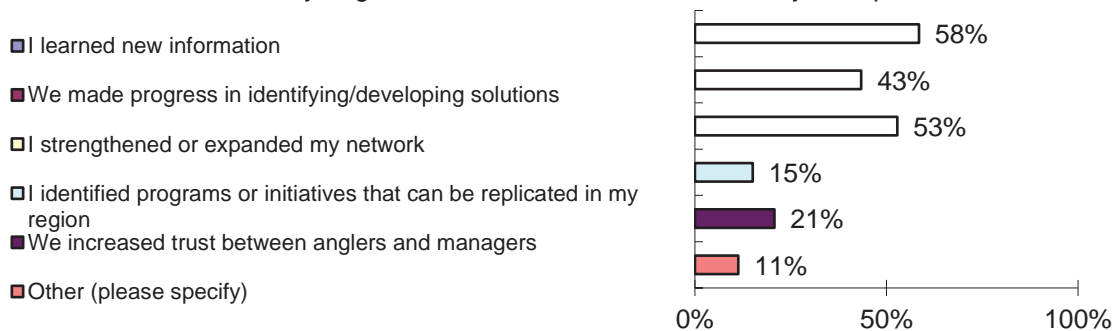 I learned new information
We made progress in identifying/developing solutions
I strengthened or expanded my network
I identified programs or initiatives that can be replicated in my
region
We increased trust between anglers and managers
Other (please specify)
58%
43%
53%
15%
21%
11%
0%
50%
100%